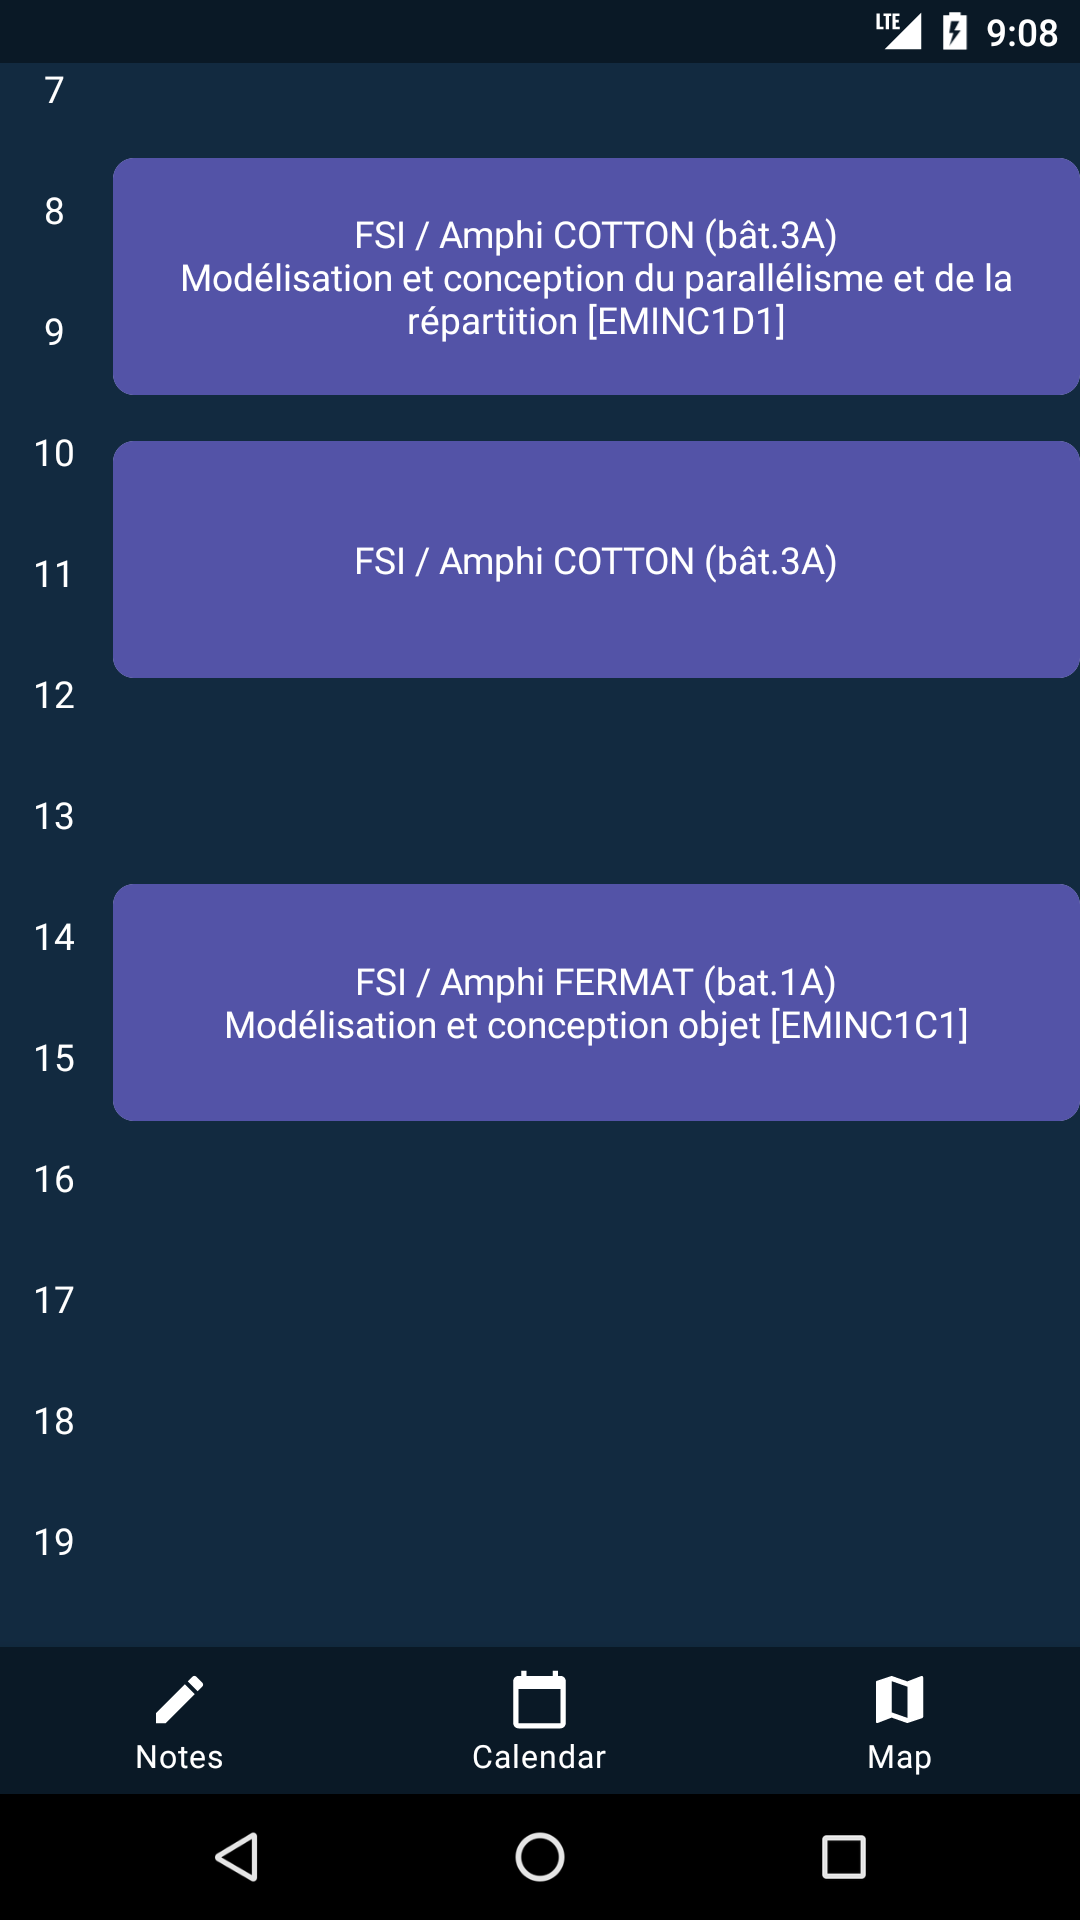 LTE 9:08
7
8
FSI / Amphi COTTON (bât.3A)
Modélisation et conception du parallélisme et de la
répartition [EMINC1D1]
9
10
FSI / Amphi COTTON (bât.3A)
11
12
13
14
FSI / Amphi FERMAT (bat.1A)
Modélisation et conception objet [EMINC1C1]
15
16
17
18
19
Notes Calendar Map